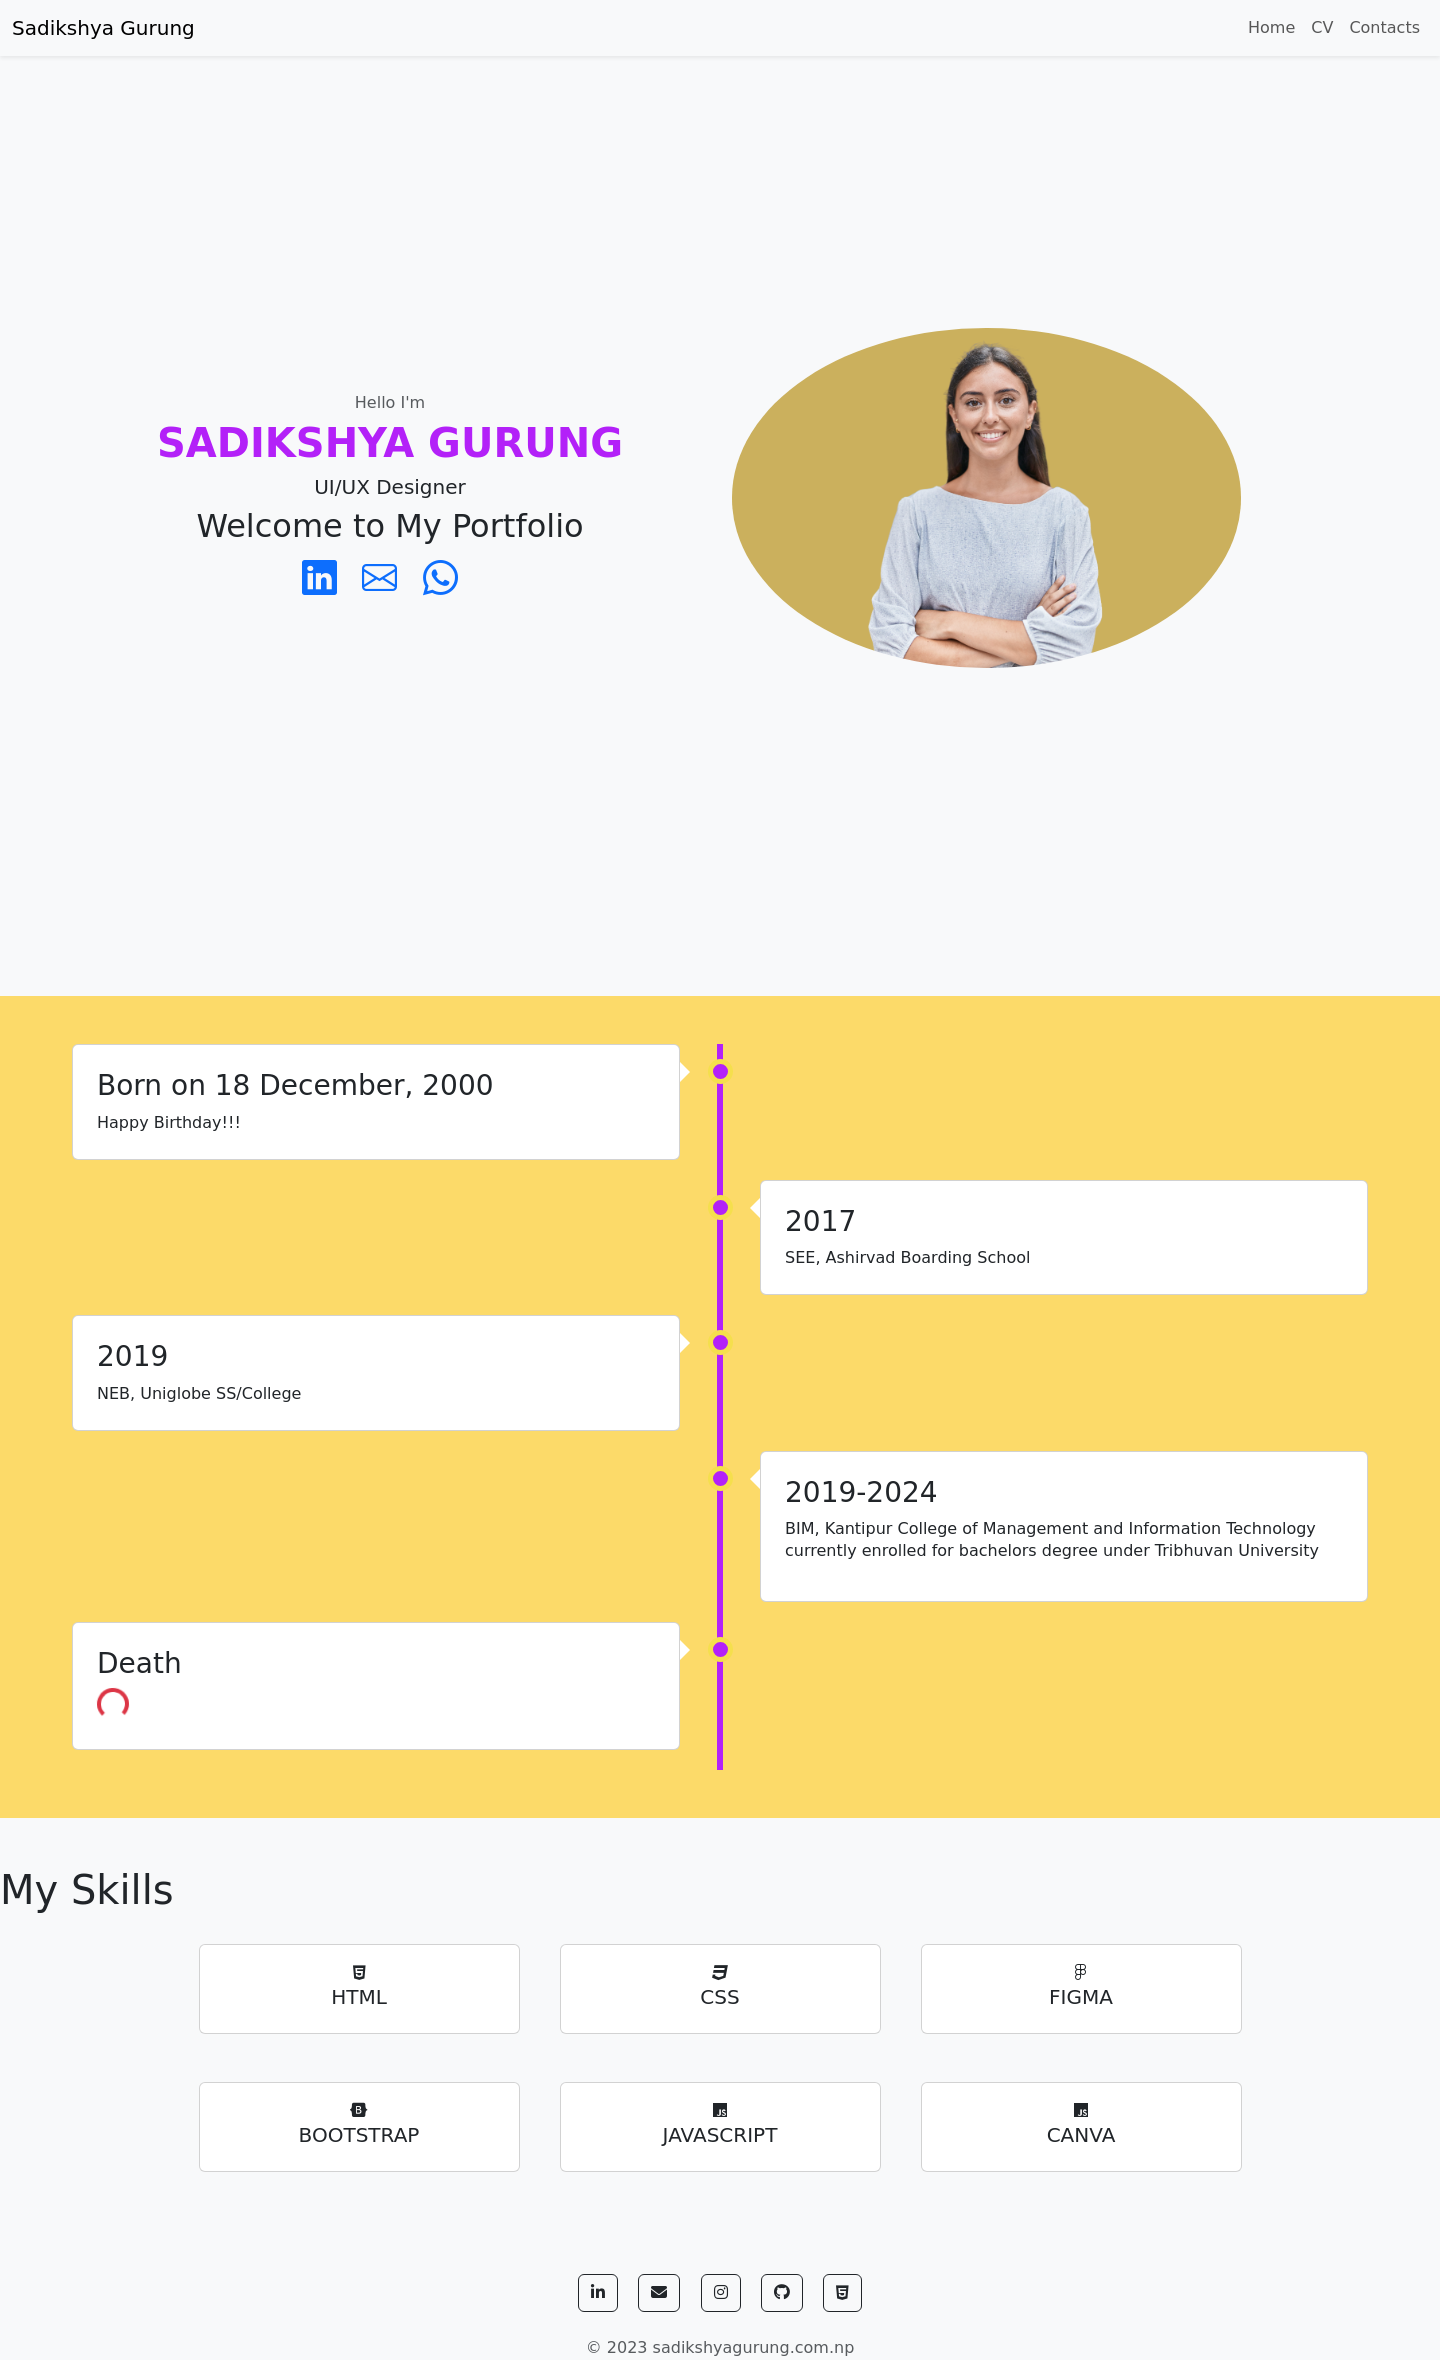 Sadikshya Gurung
Home CV Contacts
Hello I'm
SADIKSHYA GURUNG
UI/UX Designer
Welcome to My Portfolio
Born on 18 December, 2000
Happy Birthday!!!
2017
SEE, Ashirvad Boarding School
2019
NEB, Uniglobe SS/College
2019-2024
BIM, Kantipur College of Management and Information Technology
currently enrolled for bachelors degree under Tribhuvan University
Death
My Skills
HTML
CSS
FIGMA
BOOTSTRAP
JAVASCRIPT
CANVA
© 2023 sadikshyagurung.com.np